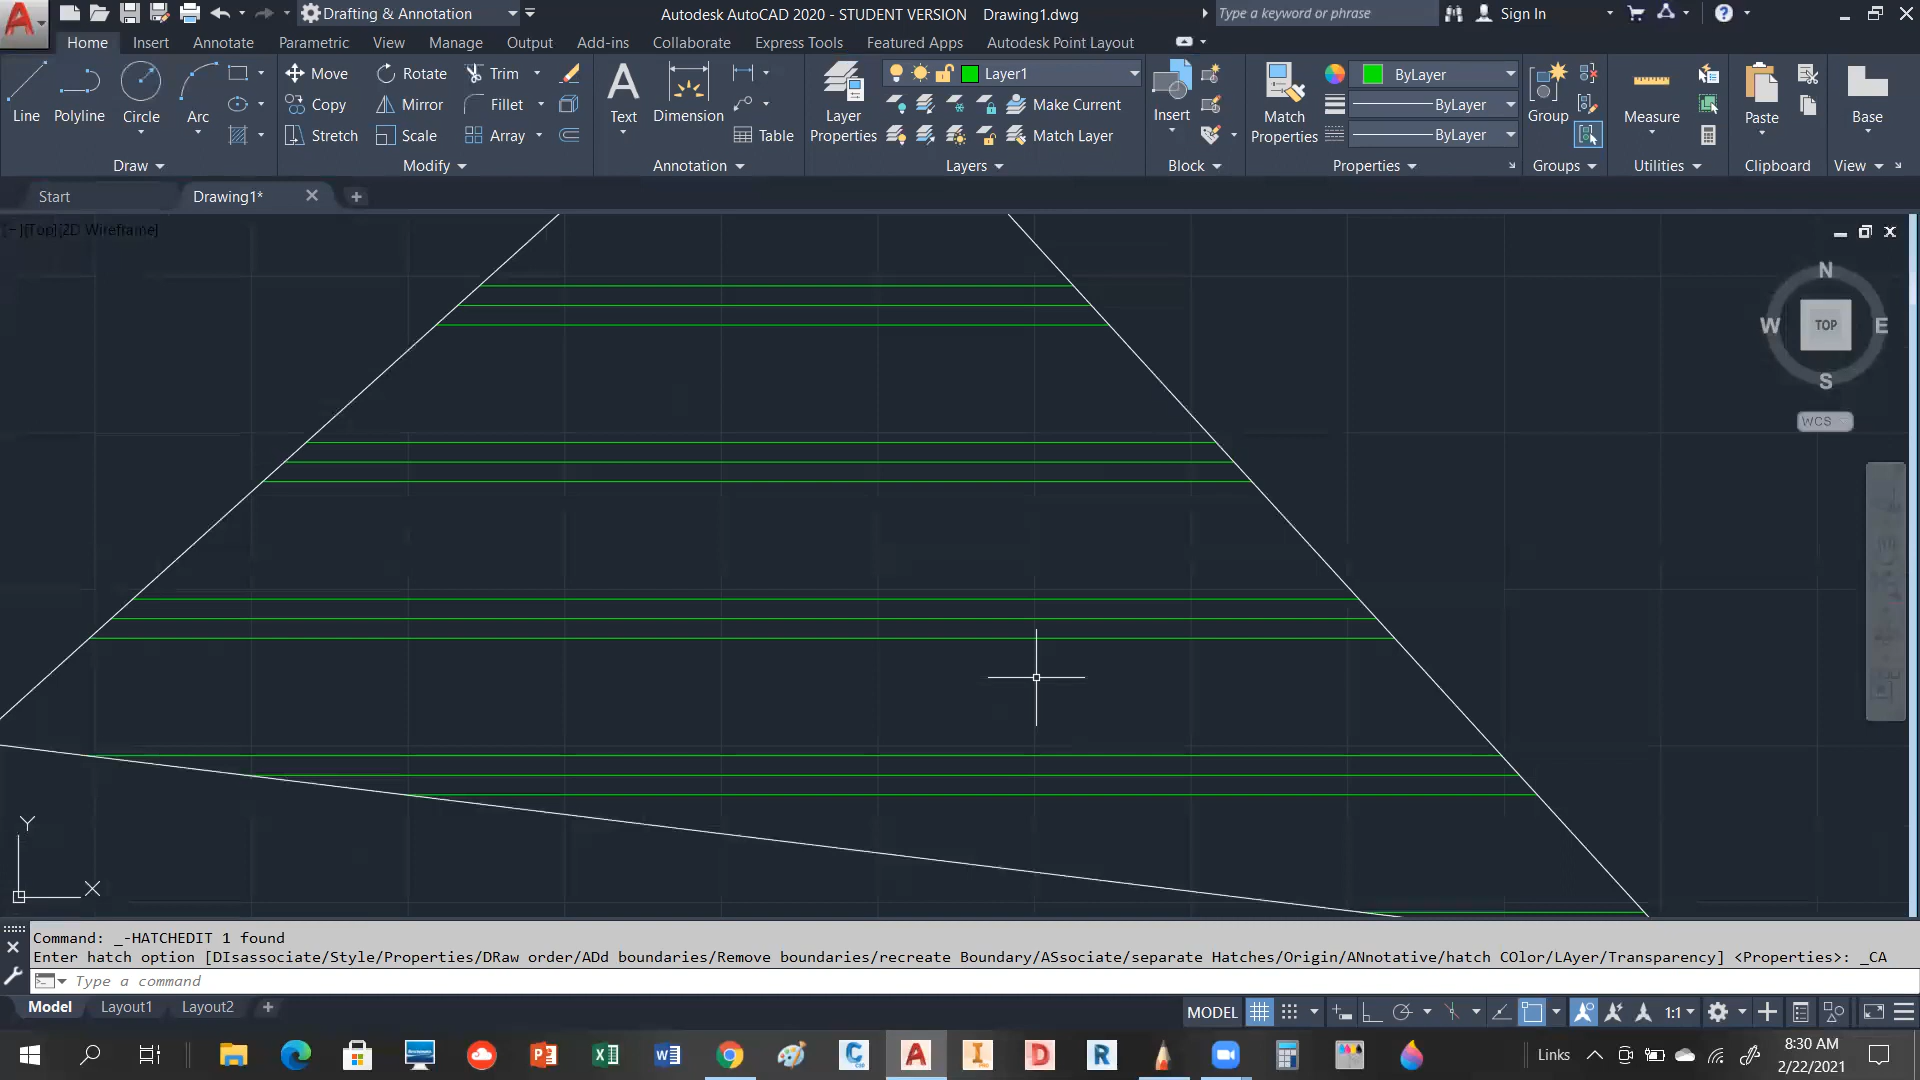 Drafting & Annotation
Autodesk AutoCAD 2020 - STUDENT VERSION Drawing1.dwg
Type a keyword or phrase
Sign In
Home Insert Annotate Parametric View Manage Output Add-ins Collaborate Express Tools Featured Apps Autodesk Point Layout
Line Polyline Circle Arc
Move Rotate Trim
Copy Mirror Fillet
Stretch Scale Array
Text Dimension Table
Layer Properties
Layer1
Make Current
Match Layer
Insert
Match Properties
ByLayer
ByLayer
ByLayer
Group
Measure
Paste
Base
Draw Modify Annotation Layers Block Properties Groups Utilities Clipboard View
Start Drawing1*
[−][Top][2D Wireframe]
N
W TOP E
S
WCS
Y
X
Command: _-HATCHEDIT 1 found
Enter hatch option [DIsassociate/Style/Properties/DRaw order/ADd boundaries/Remove boundaries/recreate Boundary/ASsociate/separate Hatches/Origin/ANnotative/hatch COlor/LAyer/Transparency] <Properties>: _CA
Type a command
Model Layout1 Layout2
MODEL 1:1
Links
8:30 AM
2/22/2021